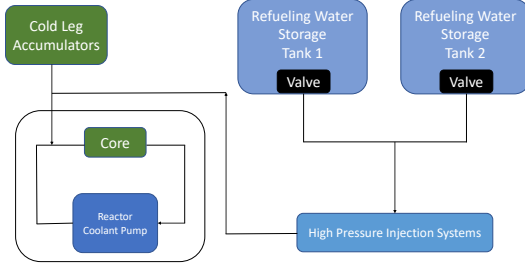 Cold Leg
Accumulators
Refueling Water
Storage
Tank 1
Valve
Refueling Water
Storage
Tank 2
Valve
Core
Reactor
Coolant Pump
High Pressure Injection Systems